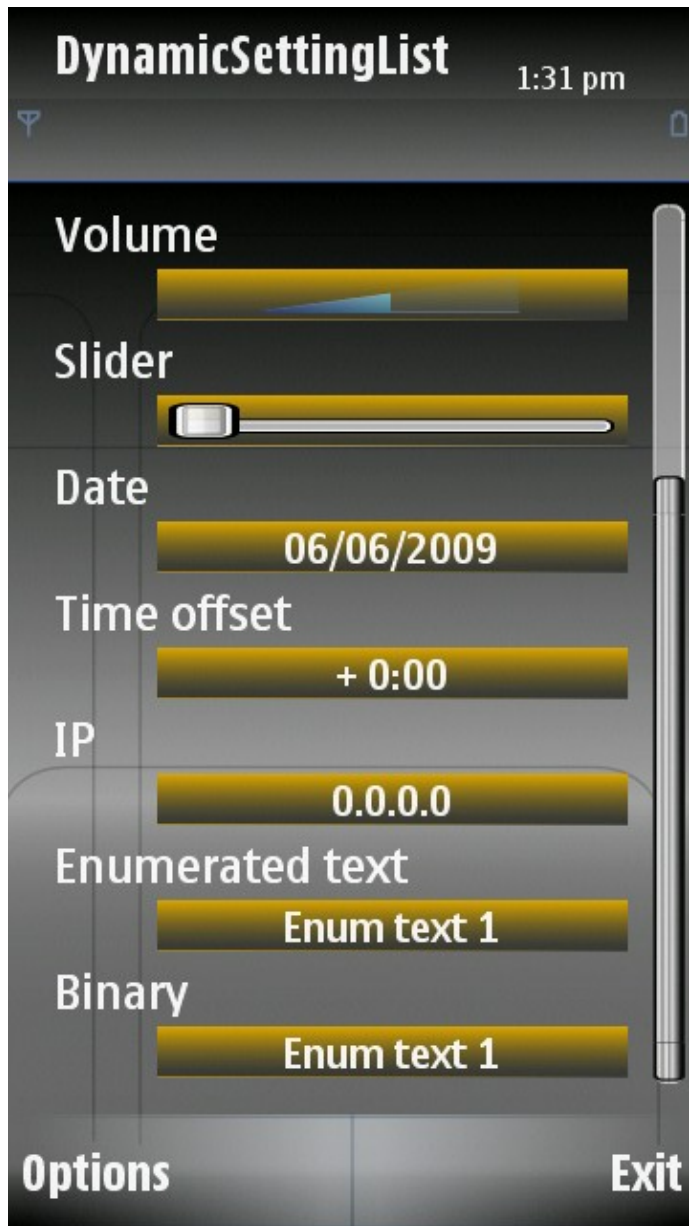 DynamicSettingList
1:31 pm
Volume
Slider
Date
06/06/2009
Time offset
+ 0:00
IP
0.0.0.0
Enumerated text
Enum text 1
Binary
Enum text 1
Options
Exit